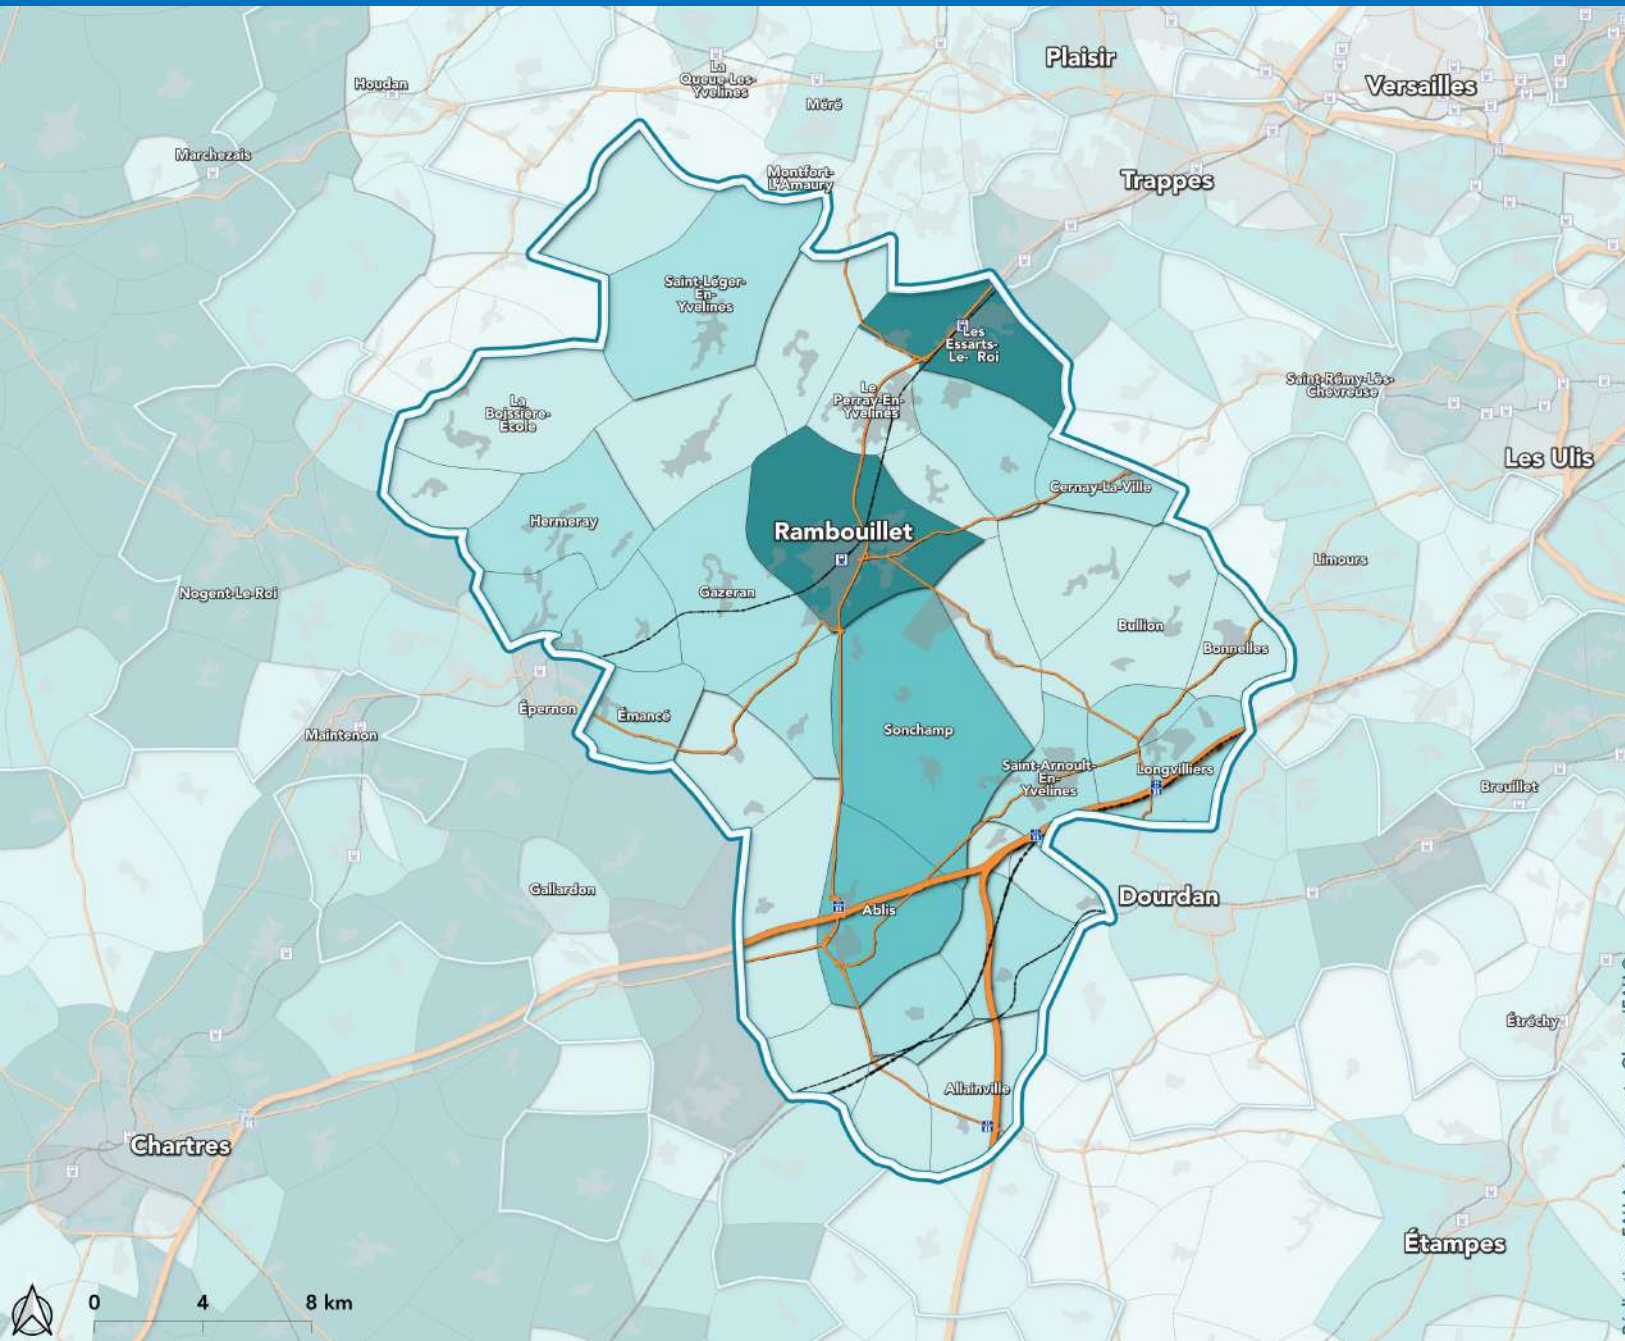 Plaisir
Versailles
La
Queue-Les-
Yvelines
Houdan
Méré
Marchezais
Montfort-
L'Amaury
Trappes
Saint-Léger-
En-
Yvelines
Les
Essarts-
Le- Roi
Le
Perray-En-
Yvelines
Saint-Rémy-Lès-
Chevreuse
La
Boissière-
École
Les Ulis
Cernay-La-Ville
Hermeray
Rambouillet
Limours
Nogent-Le-Roi
Gazeran
Bullion
Bonnelles
Épernon
Émancé
Maintenon
Sonchamp
Saint-Arnoult-
En-
Yvelines
Longvilliers
Breuillet
Gallardon
Ablis
Dourdan
Étréchy
Allainville
Chartres
Étampes
0 4 8 km